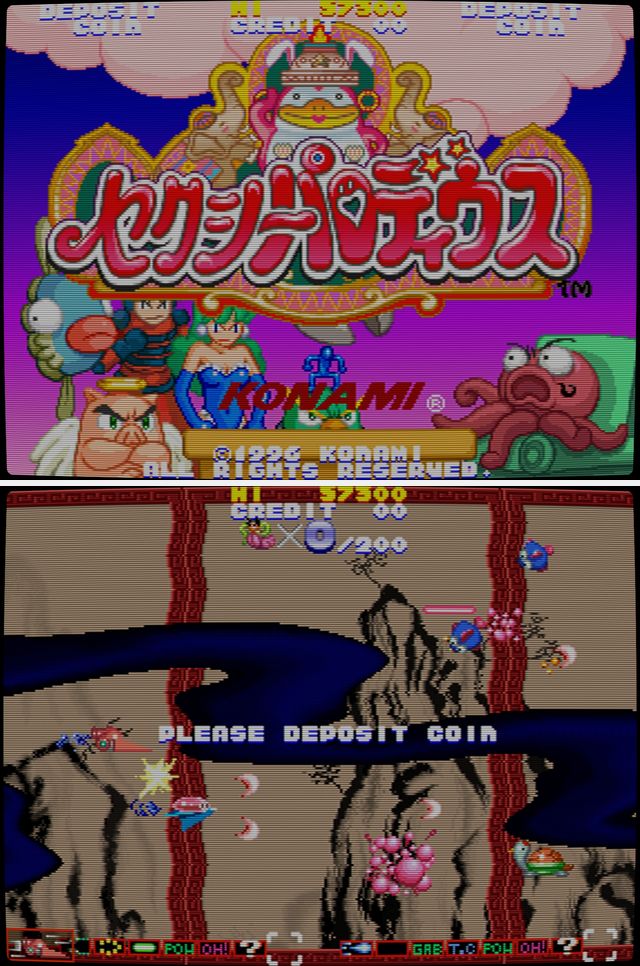 DEPOSIT HI 57300 DEPOSIT
COIN CREDIT 00 COIN
セクシーパロディウス
TM
KONAMI ®
©1996 KONAMI
ALL RIGHTS RESERVED.
HI 57300
CREDIT 00
×0/200
PLEASE DEPOSIT COIN
POW OH! ? GAB T.C POW OH! ?